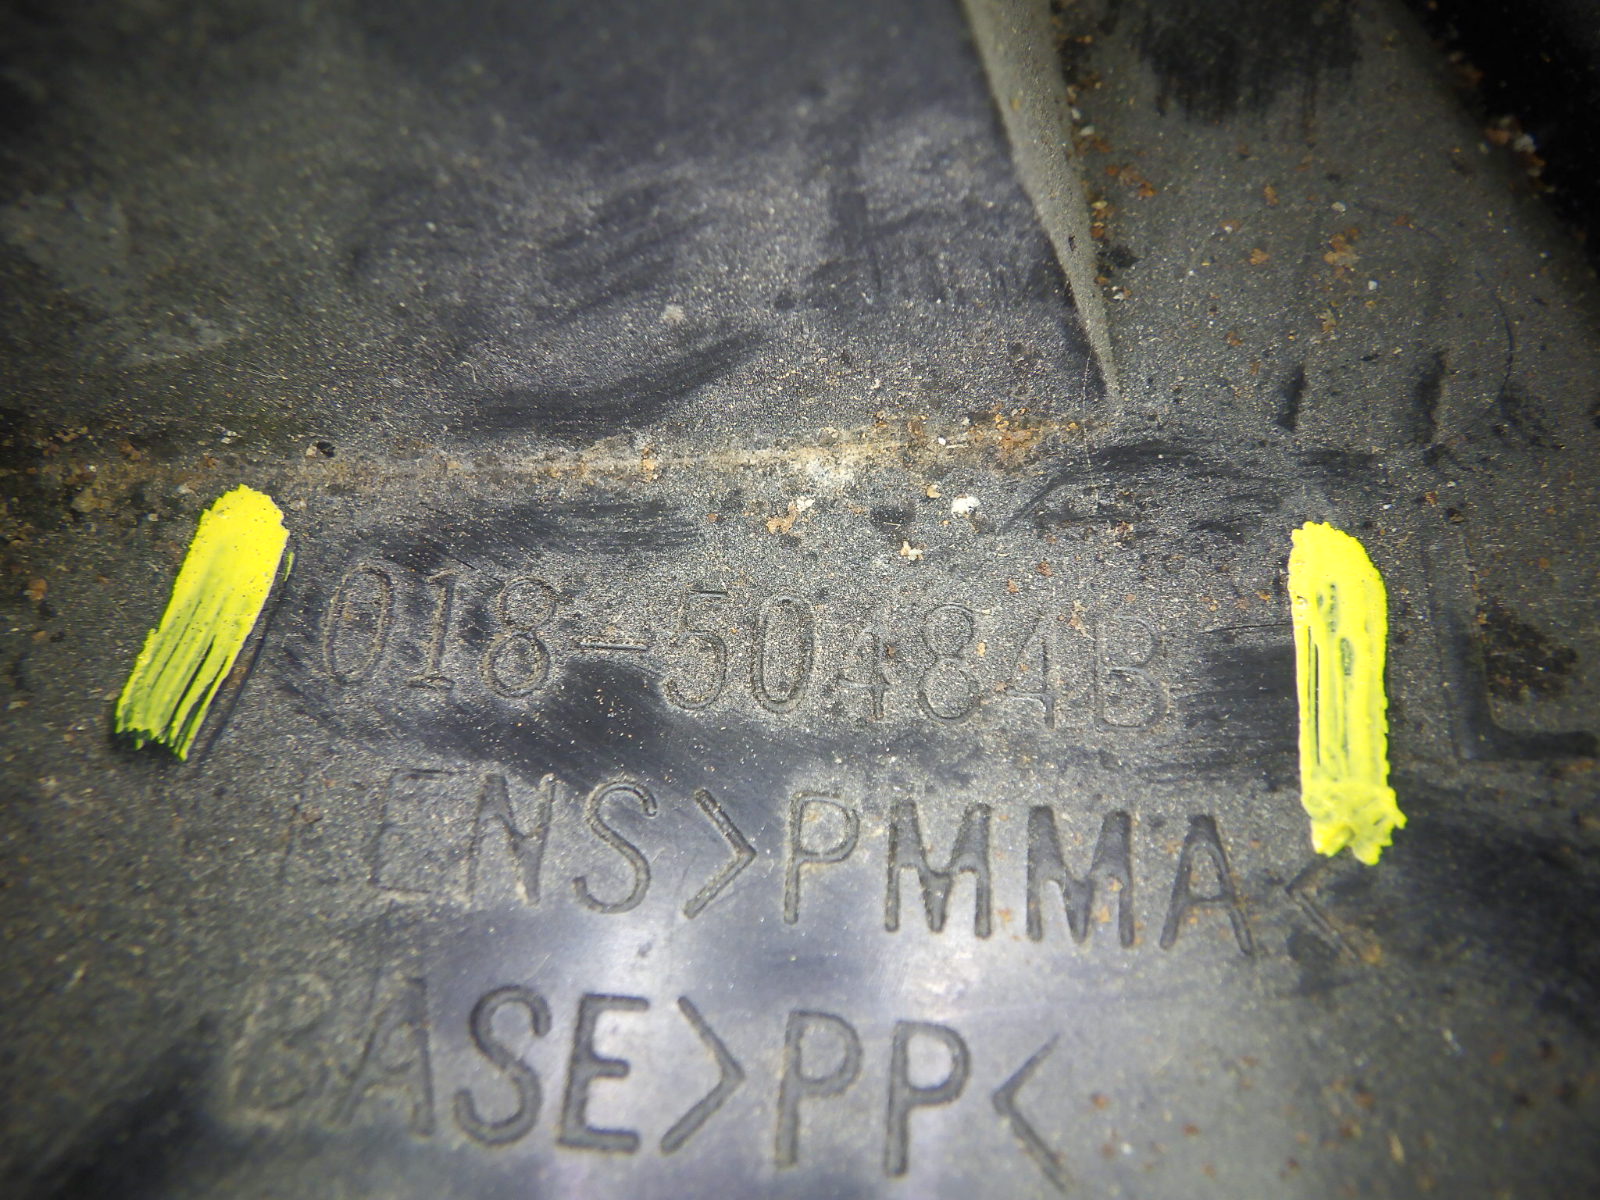 018-50484B
LENS>PMMA<
BASE>PP<